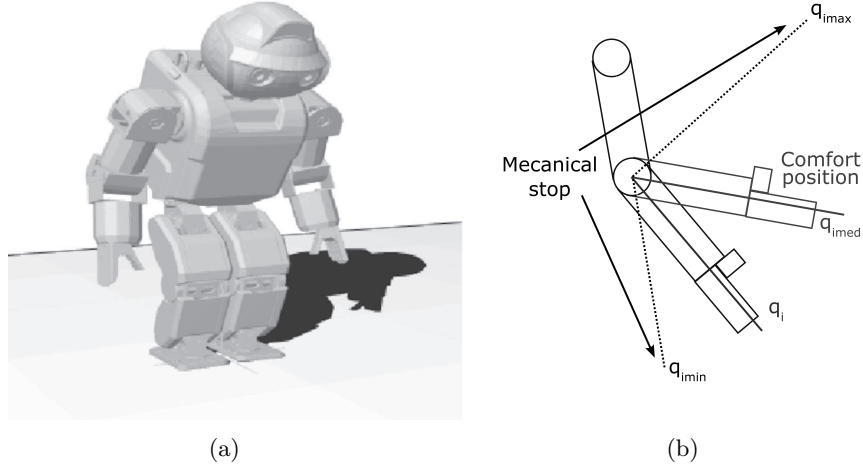 q_imax
Mecanical
stop
Comfort
position
q_imed
q_i
q_imin
(a)
(b)